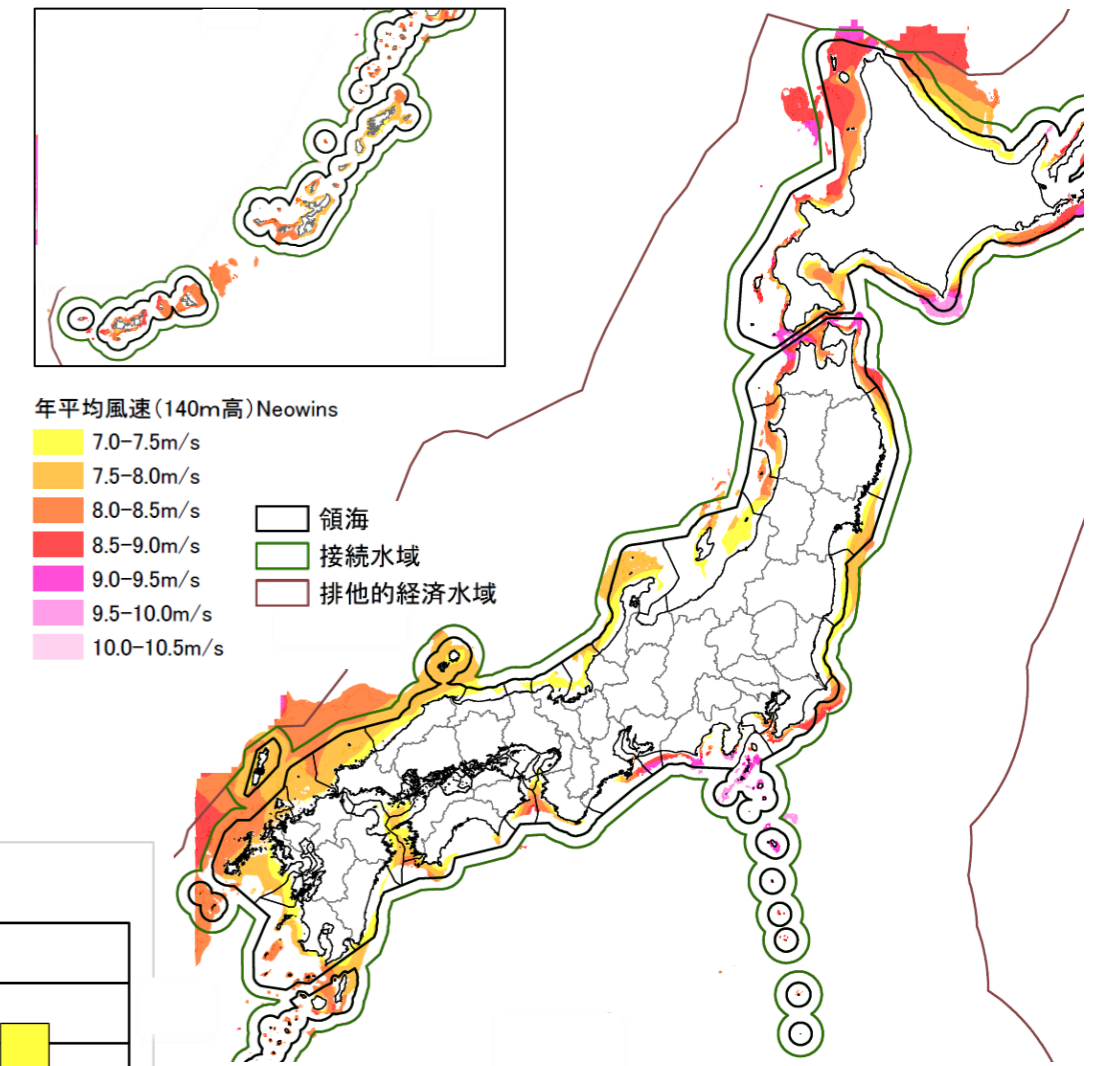 年平均風速(140m高)Neowins
7.0-7.5m/s
7.5-8.0m/s
8.0-8.5m/s
8.5-9.0m/s
9.0-9.5m/s
9.5-10.0m/s
10.0-10.5m/s
領海
接続水域
排他的経済水域